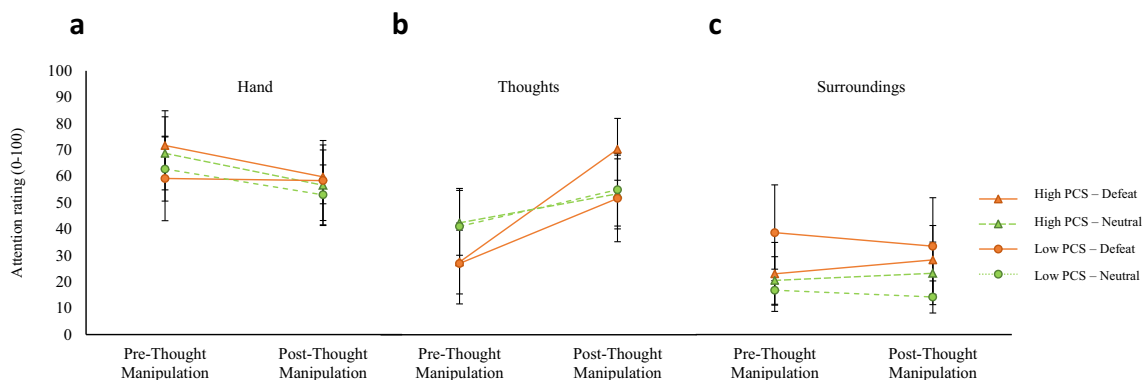 a
b
c
100
90
80
70
60
50
40
30
20
10
0
Attention rating (0-100)
Hand
Thoughts
Surroundings
High PCS – Defeat
High PCS – Neutral
Low PCS – Defeat
Low PCS – Neutral
Pre-Thought
Manipulation
Post-Thought
Manipulation
Pre-Thought
Manipulation
Post-Thought
Manipulation
Pre-Thought
Manipulation
Post-Thought
Manipulation